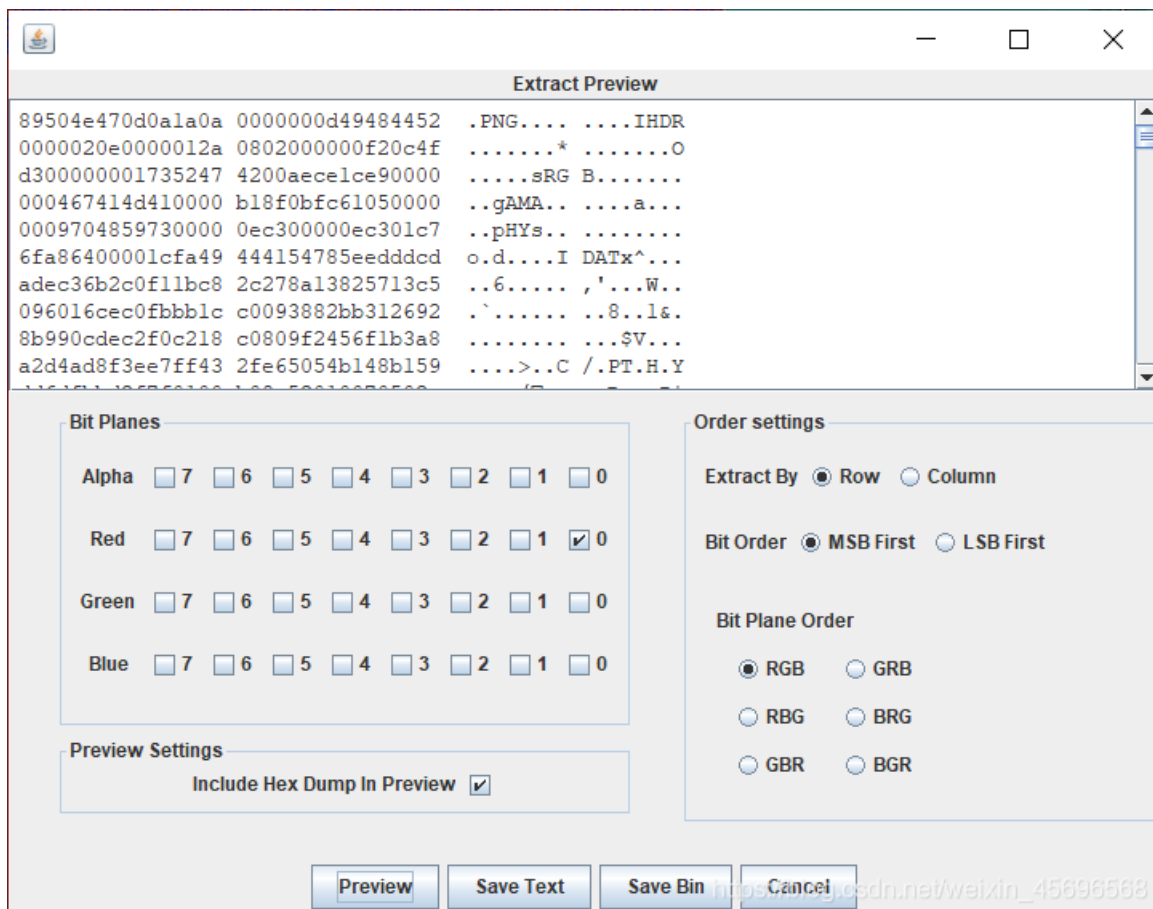 Extract Preview
89504e470d0a1a0a 0000000d49484452 .PNG.... ....IHDR
0000020e0000012a 0802000000f20c4f .......* .......O
d300000001735247 4200aece1ce90000 .....sRG B.......
000467414d410000 b18f0bfc61050000 ..gAMA.. ....a...
0009704859730000 0ec300000ec301c7 ..pHYs.. ........
6fa86400001cfa49 444154785eedddcd o.d....I DATx^...
adec36b2c0f11bc8 2c278a13825713c5 ..6..... ,'...W..
096016cec0fbbb1c c0093882bb312692 .`...... ..8..1&.
8b990cdec2f0c218 c0809f2456f1b3a8 ........ ...$V...
a2d4ad8f3ee7ff43 2fe65054b148b159 ....>..C /.PT.H.Y
Bit Planes
Alpha 7 6 5 4 3 2 1 0
Red 7 6 5 4 3 2 1 0
Green 7 6 5 4 3 2 1 0
Blue 7 6 5 4 3 2 1 0
Preview Settings
Include Hex Dump In Preview
Order settings
Extract By Row Column
Bit Order MSB First LSB First
Bit Plane Order
RGB GRB
RBG BRG
GBR BGR
Preview Save Text Save Bin Cancel
https://blog.csdn.net/weixin_45696568